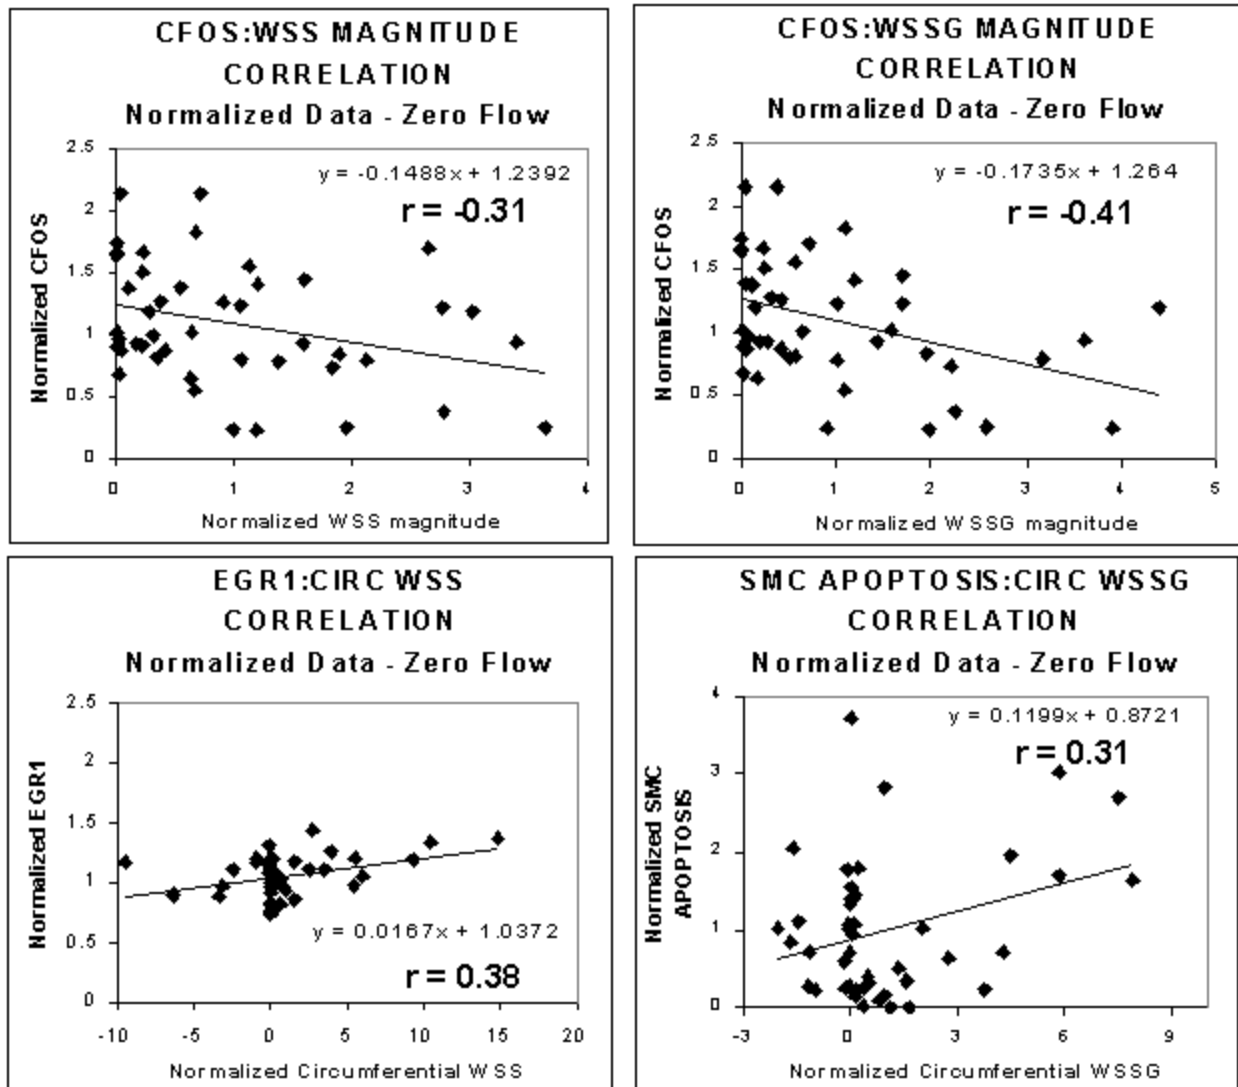 CFOS:WSS MAGNITUDE
CORRELATION
Normalized Data - Zero Flow
y = -0.1488x + 1.2392
r = -0.31
Normalized CFOS
2.5
2
1.5
1
0.5
0
0 1 2 3 4
Normalized WSS magnitude
CFOS:WSSG MAGNITUDE
CORRELATION
Normalized Data - Zero Flow
y = -0.1735x + 1.264
r = -0.41
Normalized CFOS
2.5
2
1.5
1
0.5
0
0 1 2 3 4 5
Normalized WSSG magnitude
EGR1:CIRC WSS
CORRELATION
Normalized Data - Zero Flow
Normalized EGR1
2.5
2
1.5
1
0.5
0
y = 0.0167x + 1.0372
r = 0.38
-10 -5 0 5 10 15 20
Normalized Circumferential WSS
SMC APOPTOSIS:CIRC WSSG
CORRELATION
Normalized Data - Zero Flow
y = 0.1199x + 0.8721
r = 0.31
Normalized SMC
APOPTOSIS
4
3
2
1
0
-3 0 3 6 9
Normalized Circumferential WSSG